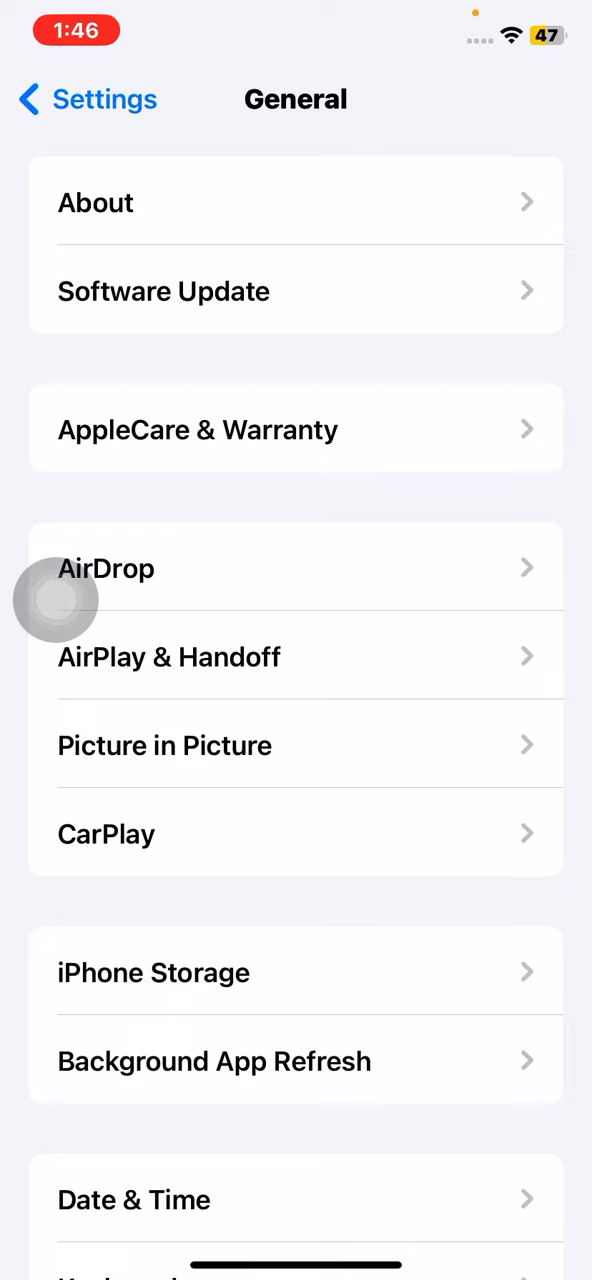 1:46
47
Settings
General
About
Software Update
AppleCare & Warranty
AirDrop
AirPlay & Handoff
Picture in Picture
CarPlay
iPhone Storage
Background App Refresh
Date & Time